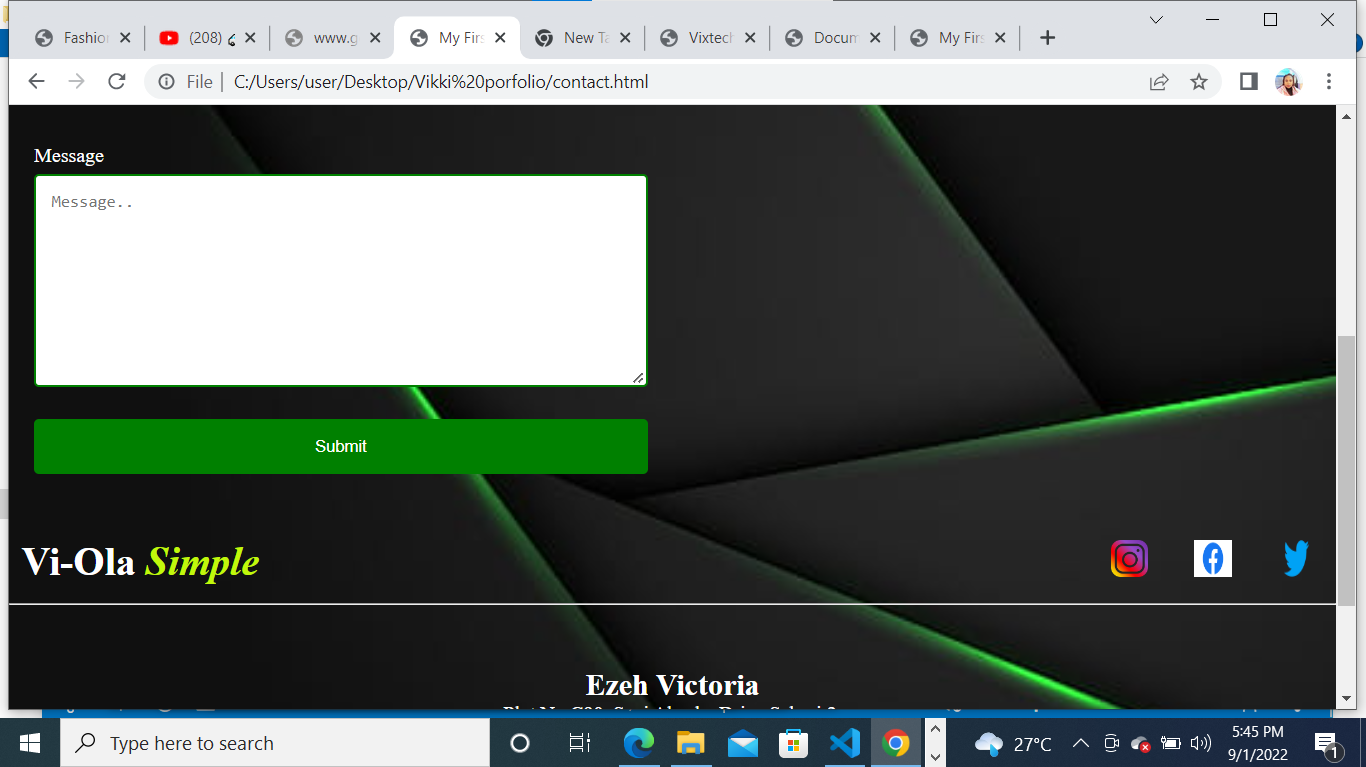 Fashion
(208)
www.g
My Firs
New Ta
Vixtech
Docum
My Firs
File
C:/Users/user/Desktop/Vikki%20porfolio/contact.html
Message
Message..
Submit
Vi-Ola Simple
Ezeh Victoria
Type here to search
27°C
5:45 PM
9/1/2022
1